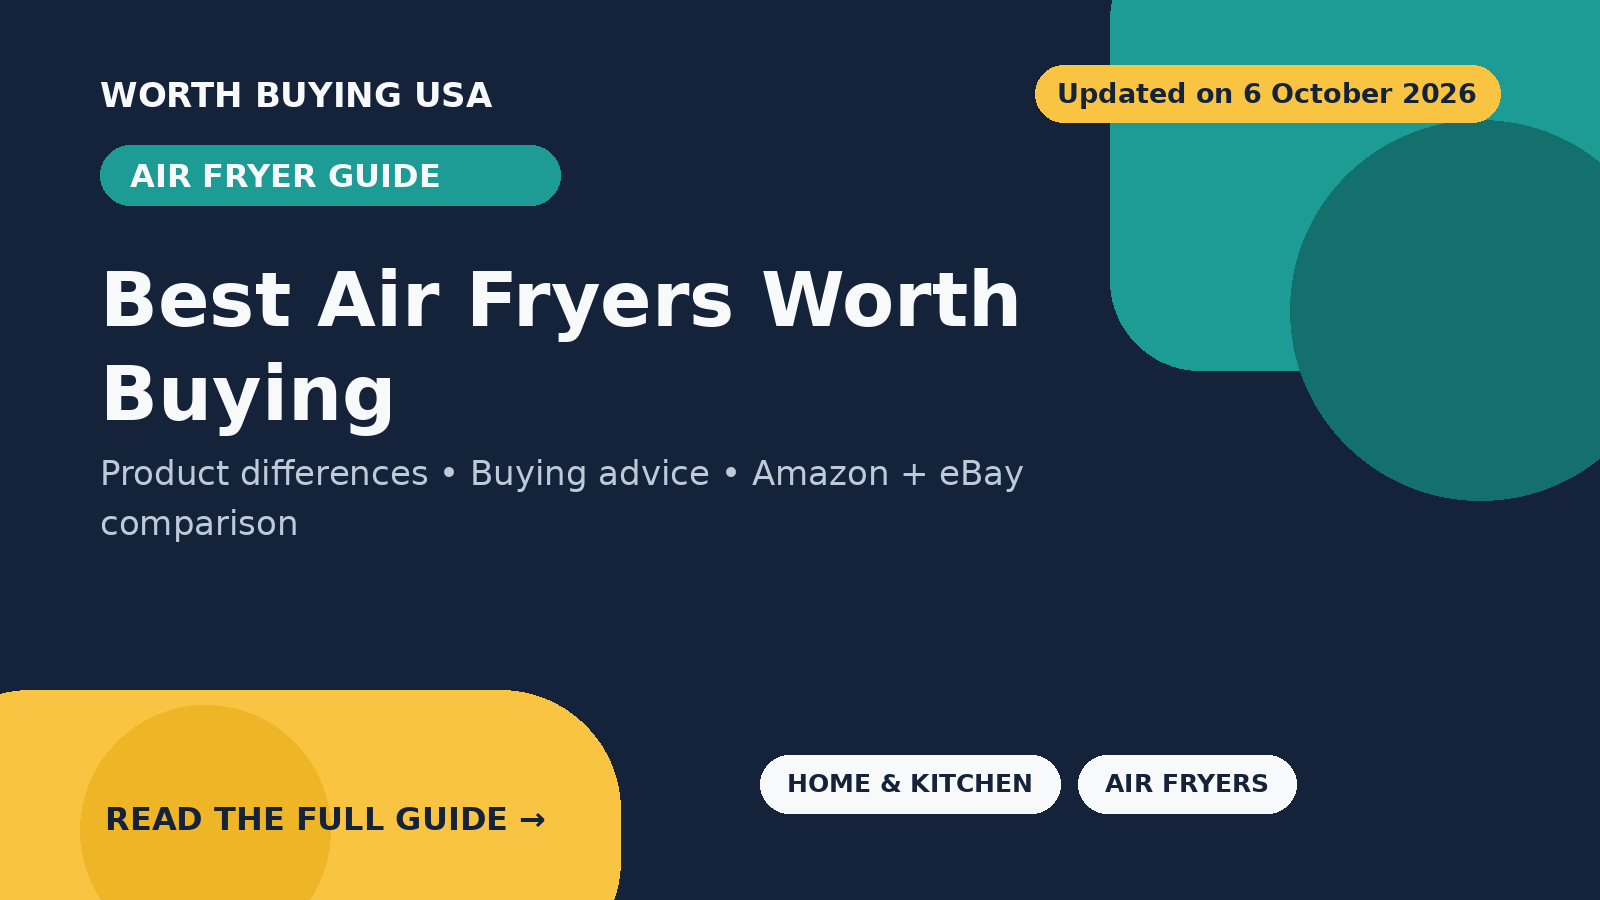 WORTH BUYING USA
Updated on 6 October 2026
AIR FRYER GUIDE
Best Air Fryers Worth
Buying
Product differences • Buying advice • Amazon + eBay
comparison
READ THE FULL GUIDE →
HOME & KITCHEN
AIR FRYERS